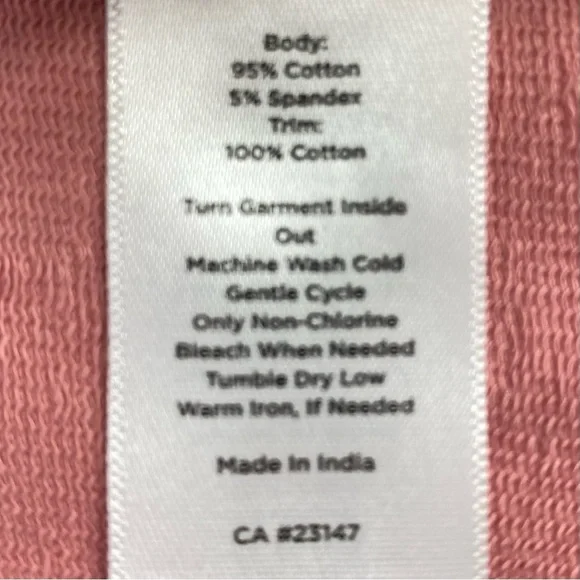 Body:
95% Cotton
5% Spandex
Trim:
100% Cotton
Turn Garment Inside
Out
Machine Wash Cold
Gentle Cycle
Only Non-Chlorine
Bleach When Needed
Tumble Dry Low
Warm Iron, If Needed
Made In India
CA #23147